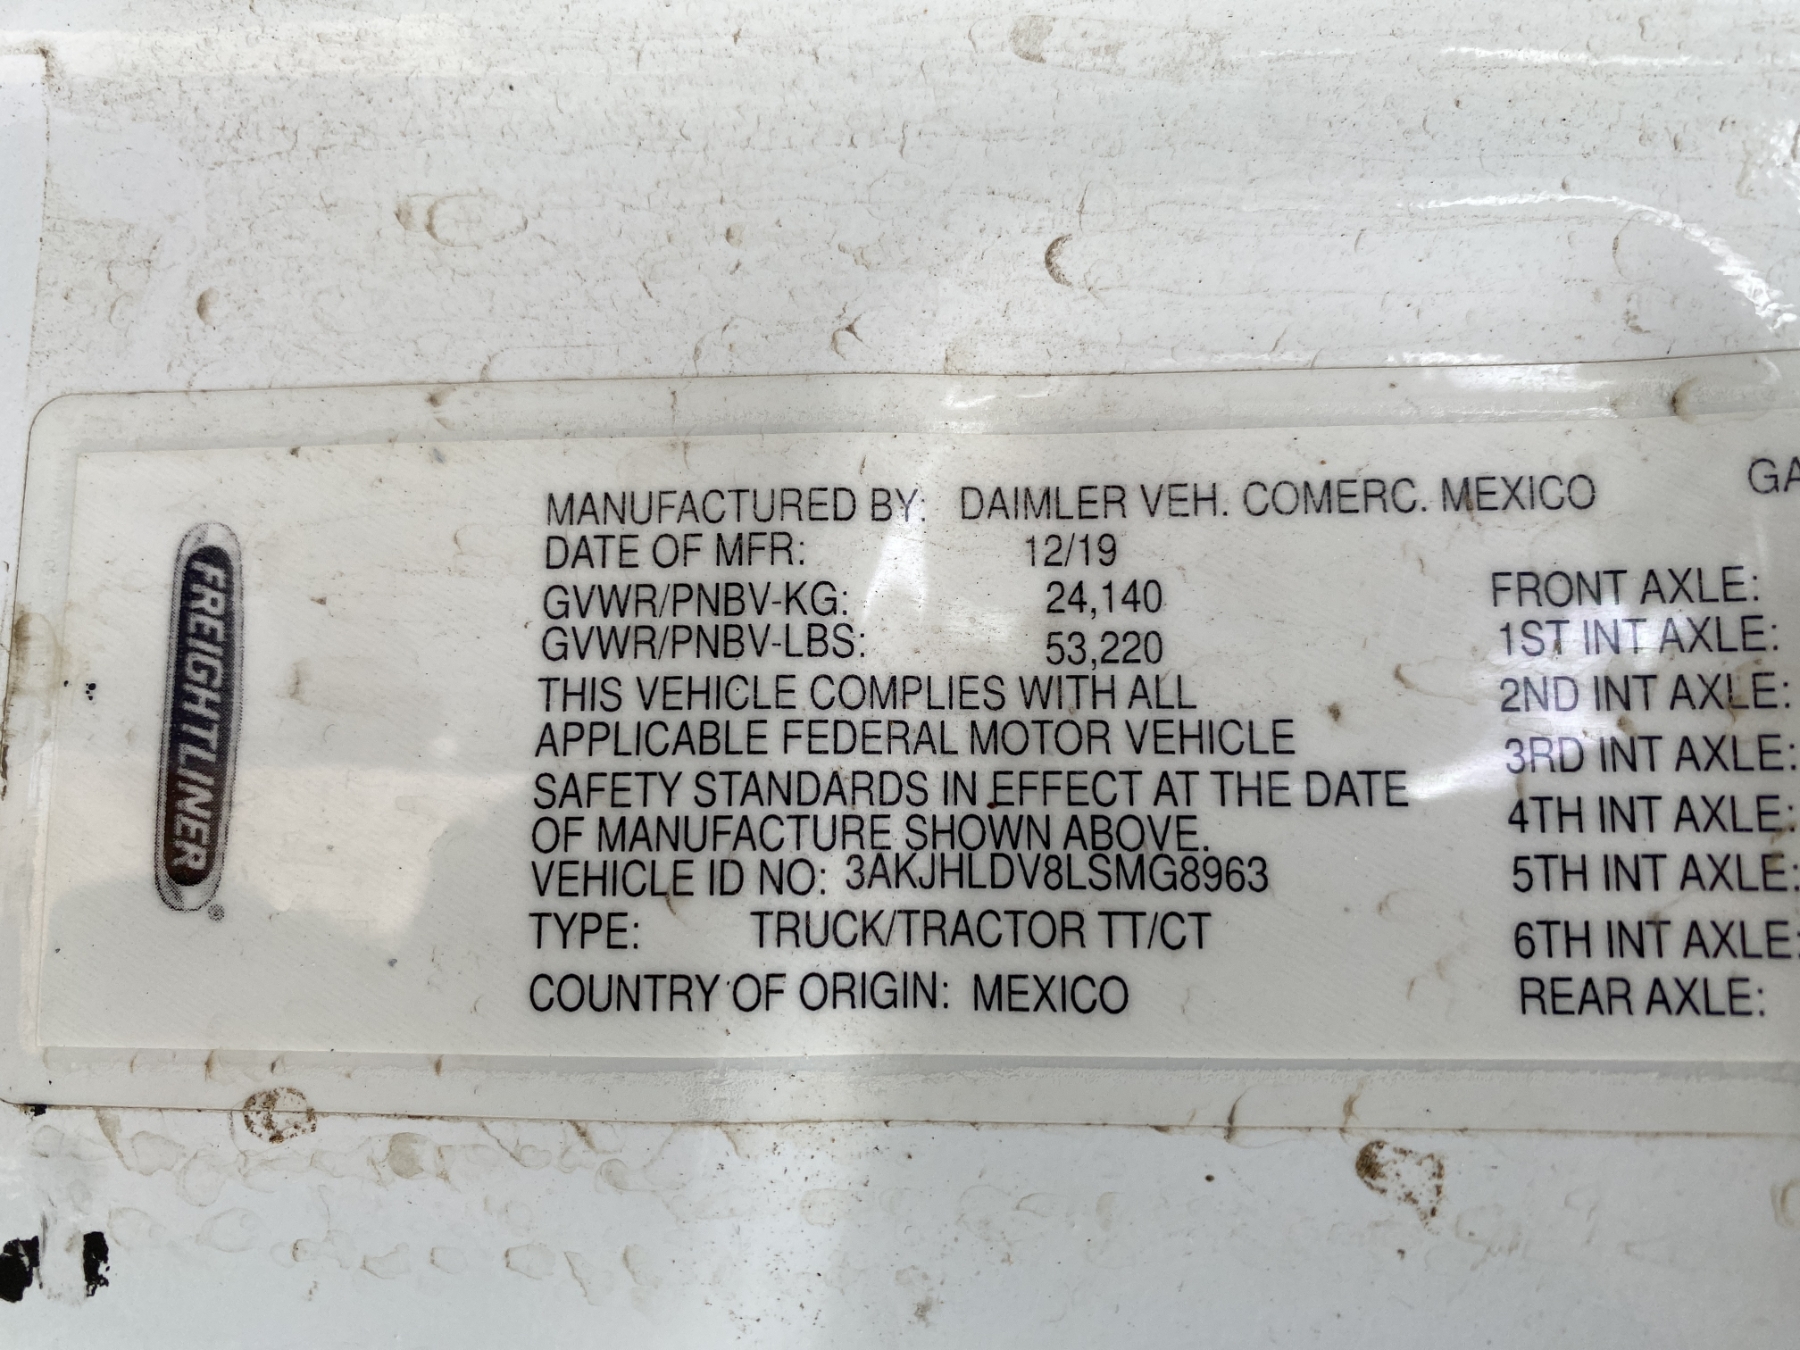 FREIGHTLINER ®
MANUFACTURED BY: DAIMLER VEH. COMERC. MEXICO
DATE OF MFR: 12/19
GVWR/PNBV-KG: 24,140
GVWR/PNBV-LBS: 53,220
THIS VEHICLE COMPLIES WITH ALL
APPLICABLE FEDERAL MOTOR VEHICLE
SAFETY STANDARDS IN EFFECT AT THE DATE
OF MANUFACTURE SHOWN ABOVE.
VEHICLE ID NO: 3AKJHLDV8LSMG8963
TYPE: TRUCK/TRACTOR TT/CT
COUNTRY OF ORIGIN: MEXICO
GA
FRONT AXLE:
1ST INT AXLE:
2ND INT AXLE:
3RD INT AXLE:
4TH INT AXLE:
5TH INT AXLE:
6TH INT AXLE:
REAR AXLE: